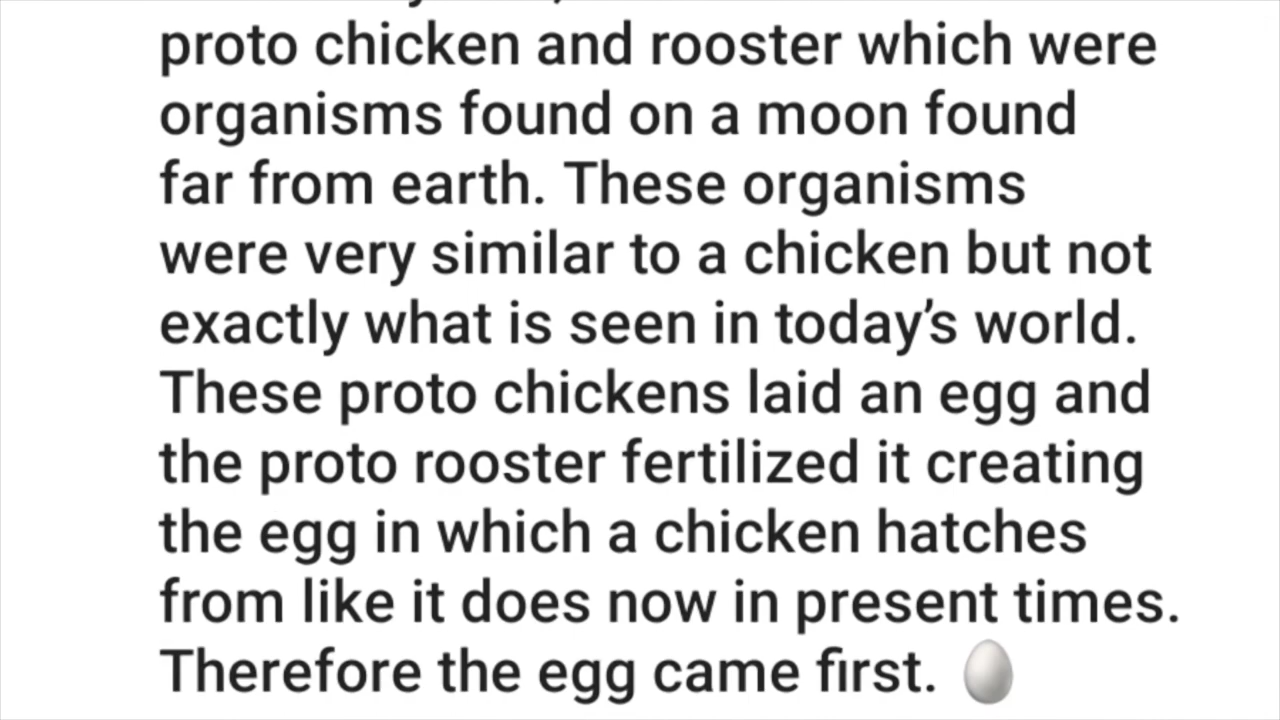 proto chicken and rooster which were
organisms found on a moon found
far from earth. These organisms
were very similar to a chicken but not
exactly what is seen in today’s world.
These proto chickens laid an egg and
the proto rooster fertilized it creating
the egg in which a chicken hatches
from like it does now in present times.
Therefore the egg came first. 🥚